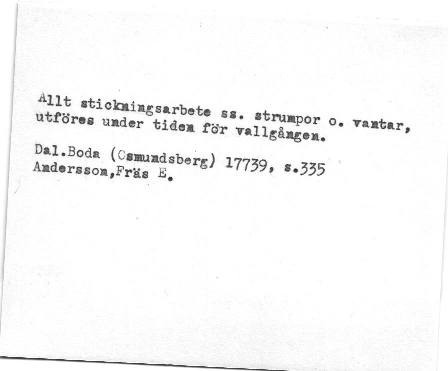 Allt stickningsarbete ss. strumpor o. vantar,
utföres under tiden för vallgången.
Dal.Boda (Osmundsberg) 17739, s.335
Andersson,Fräs E.